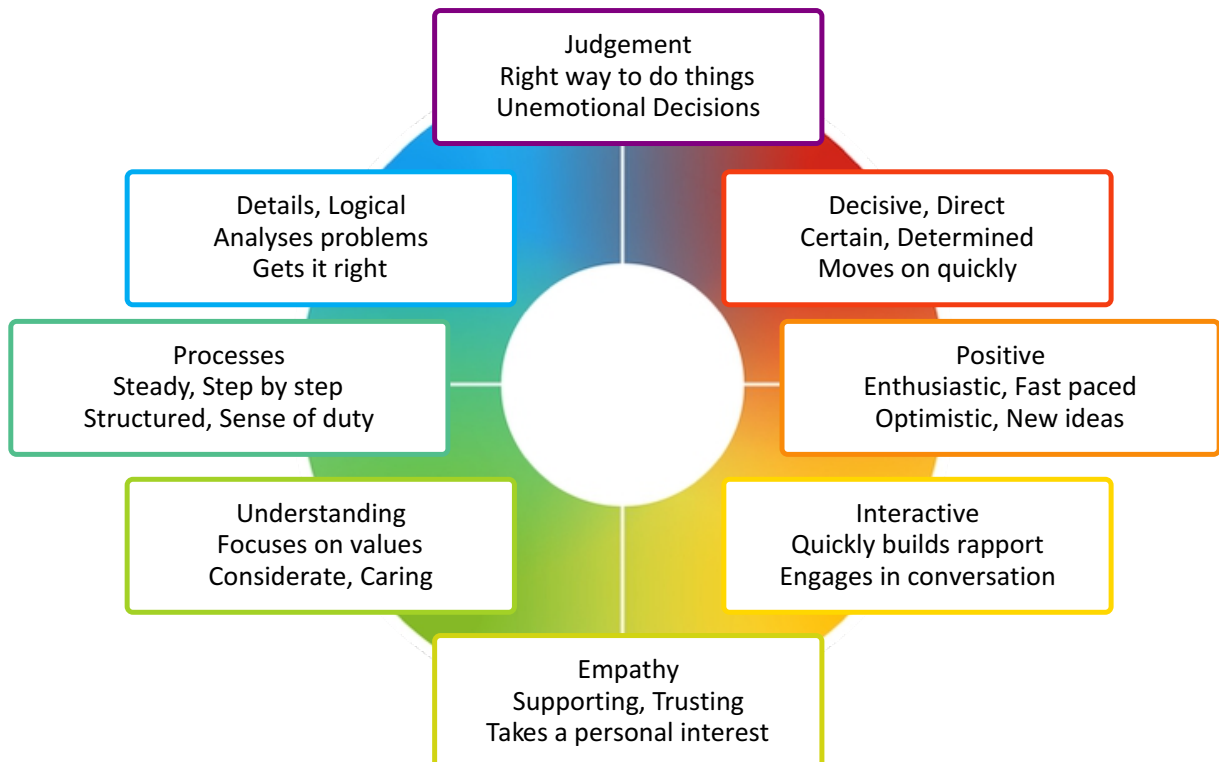 Judgement
Right way to do things
Unemotional Decisions
Details, Logical
Analyses problems
Gets it right
Decisive, Direct
Certain, Determined
Moves on quickly
Processes
Steady, Step by step
Structured, Sense of duty
Positive
Enthusiastic, Fast paced
Optimistic, New ideas
Understanding
Focuses on values
Considerate, Caring
Interactive
Quickly builds rapport
Engages in conversation
Empathy
Supporting, Trusting
Takes a personal interest